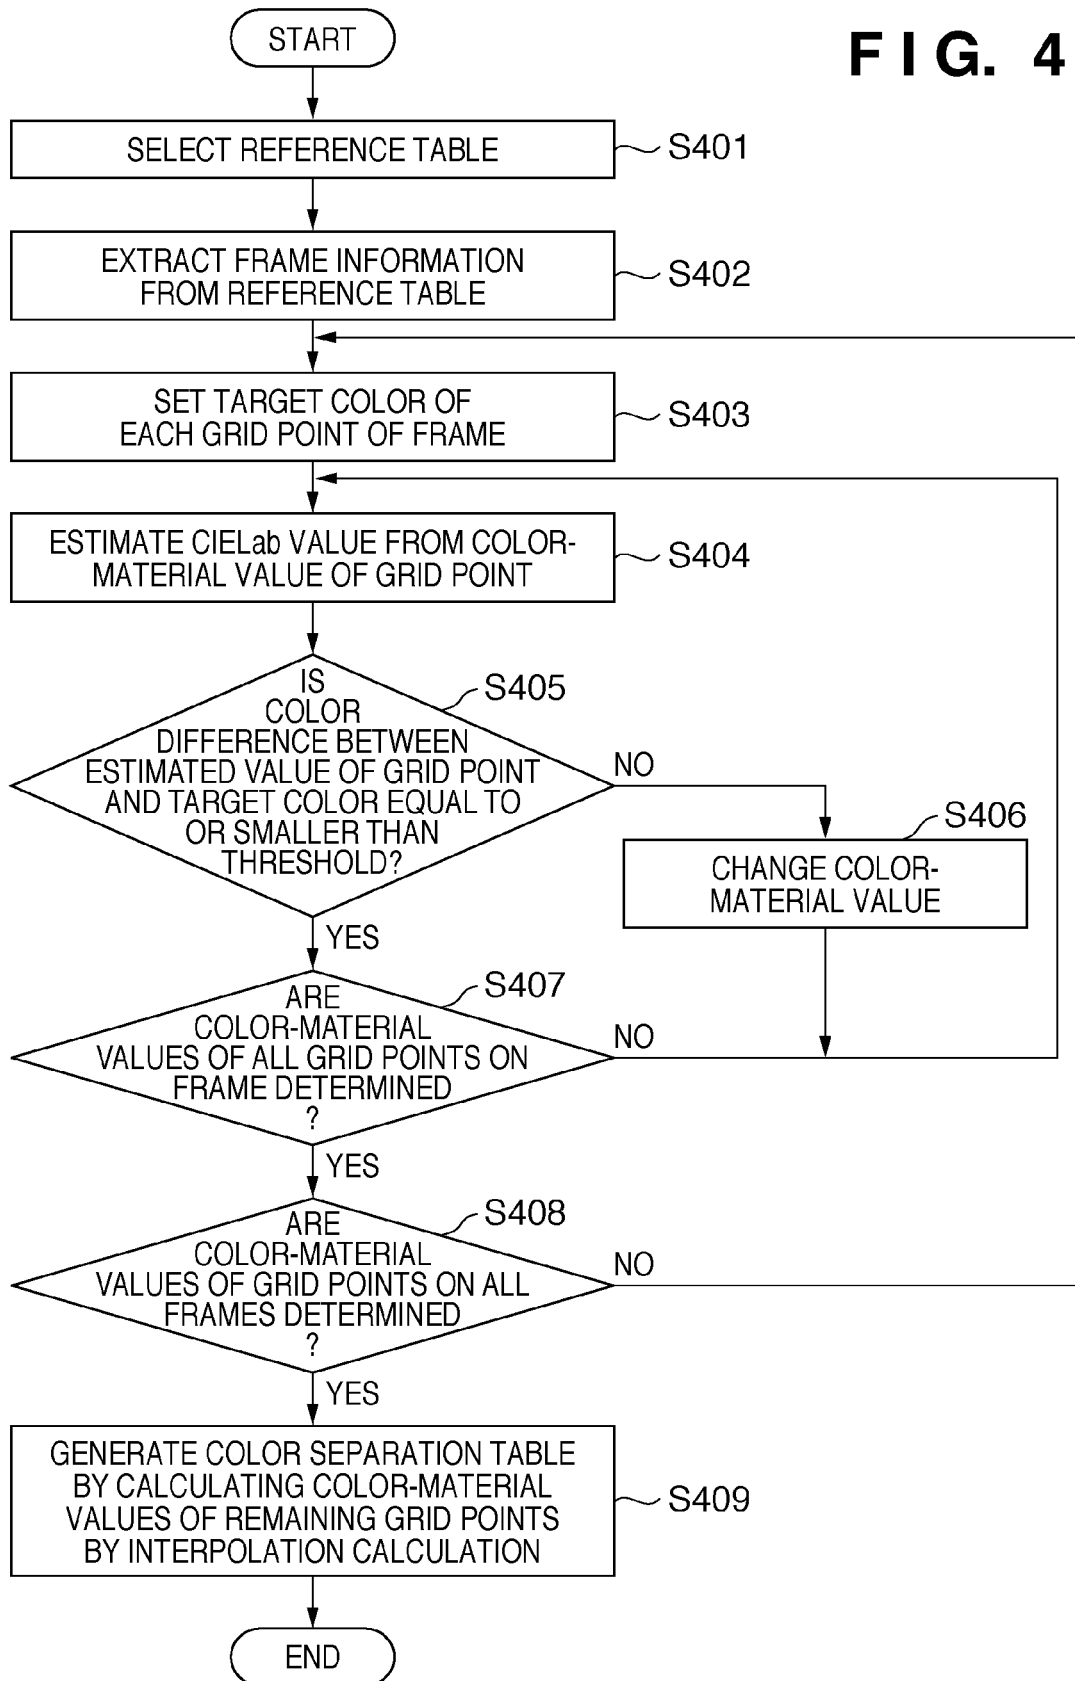 START
FIG. 4
SELECT REFERENCE TABLE
S401
EXTRACT FRAME INFORMATION
FROM REFERENCE TABLE
S402
SET TARGET COLOR OF
EACH GRID POINT OF FRAME
S403
ESTIMATE CIELab VALUE FROM COLOR-
MATERIAL VALUE OF GRID POINT
S404
IS
COLOR
DIFFERENCE BETWEEN
ESTIMATED VALUE OF GRID POINT
AND TARGET COLOR EQUAL TO
OR SMALLER THAN
THRESHOLD?
S405
NO
S406
CHANGE COLOR-
MATERIAL VALUE
YES
ARE
COLOR-MATERIAL
VALUES OF ALL GRID POINTS ON
FRAME DETERMINED
?
S407
NO
YES
ARE
COLOR-MATERIAL
VALUES OF GRID POINTS ON ALL
FRAMES DETERMINED
?
S408
NO
YES
GENERATE COLOR SEPARATION TABLE
BY CALCULATING COLOR-MATERIAL
VALUES OF REMAINING GRID POINTS
BY INTERPOLATION CALCULATION
S409
END